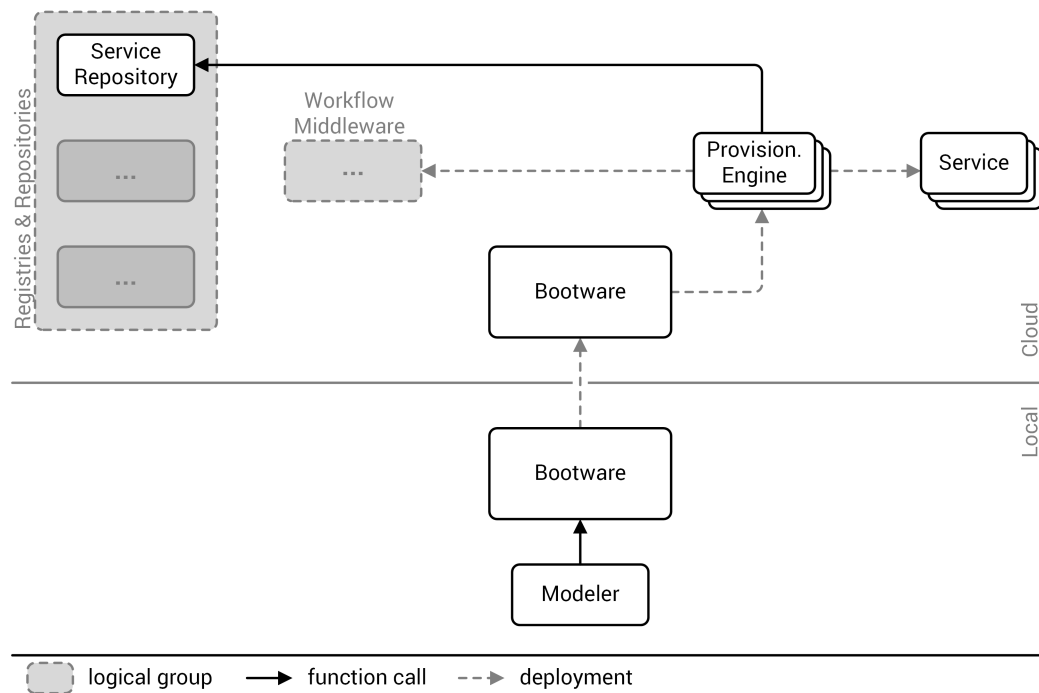 Service
Repository
Registries & Repositories
...
...
Workflow
Middleware
...
Provision.
Engine
Service
Bootware
Cloud
Local
Bootware
Modeler
logical group
function call
deployment